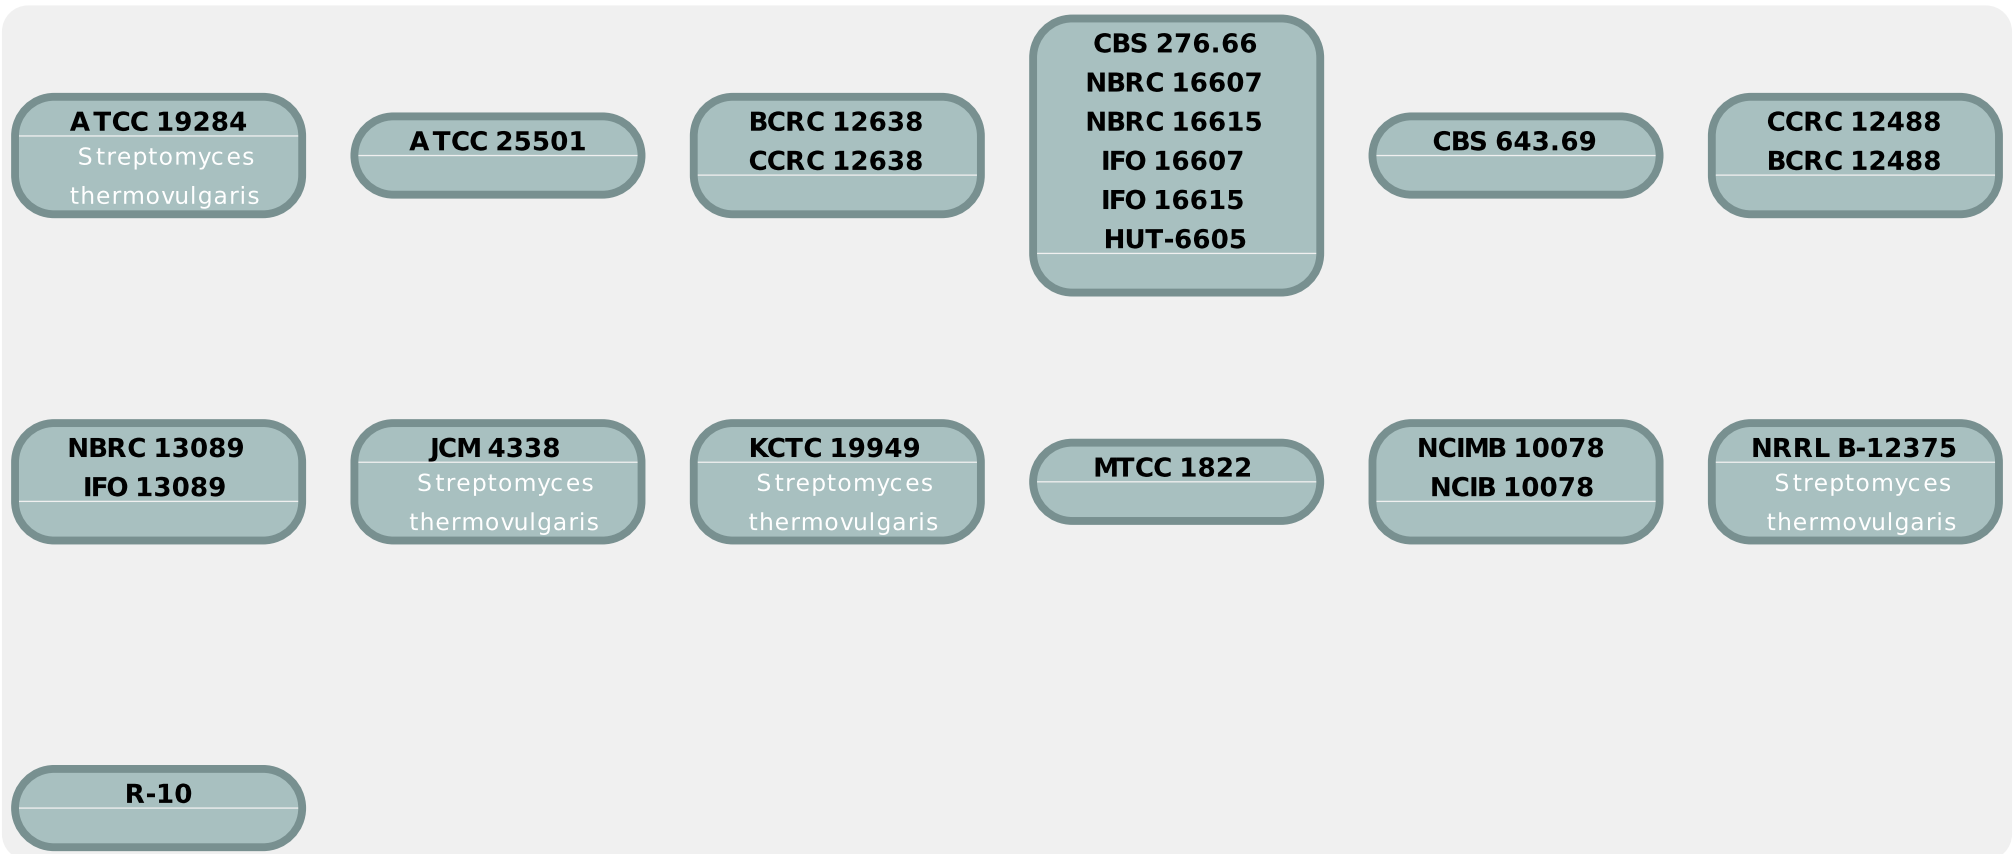 ATCC 19284
Streptomyces
thermovulgaris
ATCC 25501
BCRC 12638
CCRC 12638
CBS 276.66
NBRC 16607
NBRC 16615
IFO 16607
IFO 16615
HUT-6605
CBS 643.69
CCRC 12488
BCRC 12488
NBRC 13089
IFO 13089
JCM 4338
Streptomyces
thermovulgaris
KCTC 19949
Streptomyces
thermovulgaris
MTCC 1822
NCIMB 10078
NCIB 10078
NRRL B-12375
Streptomyces
thermovulgaris
R-10